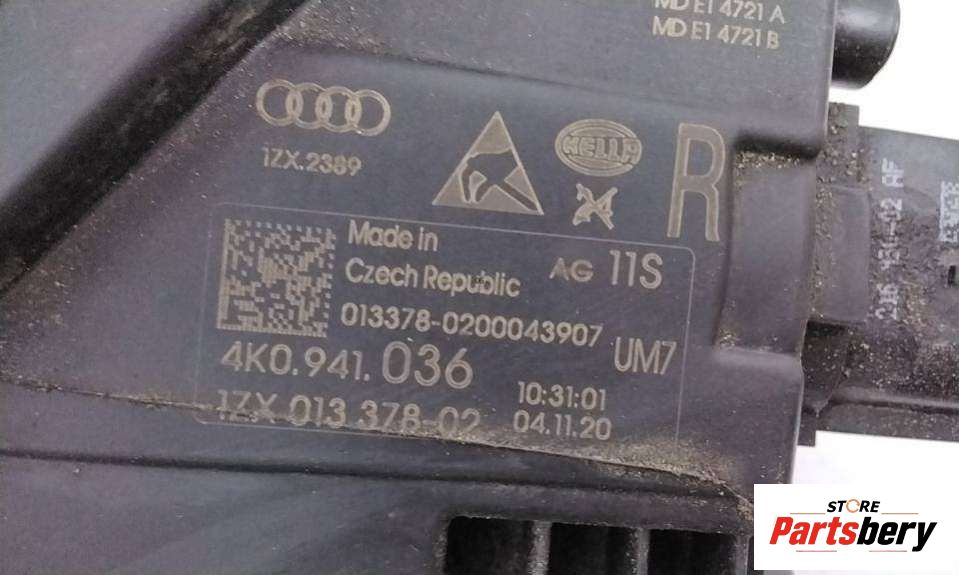 MD E1 4721 A
MD E1 4721 B
1ZX.2389
HELLA
R
Made in
Czech Republic
AG 11S
013378-0200043907
UM7
4K0.941.036
10:31:01
1ZX 013 378-02
04.11.20
STORE
Partsbery